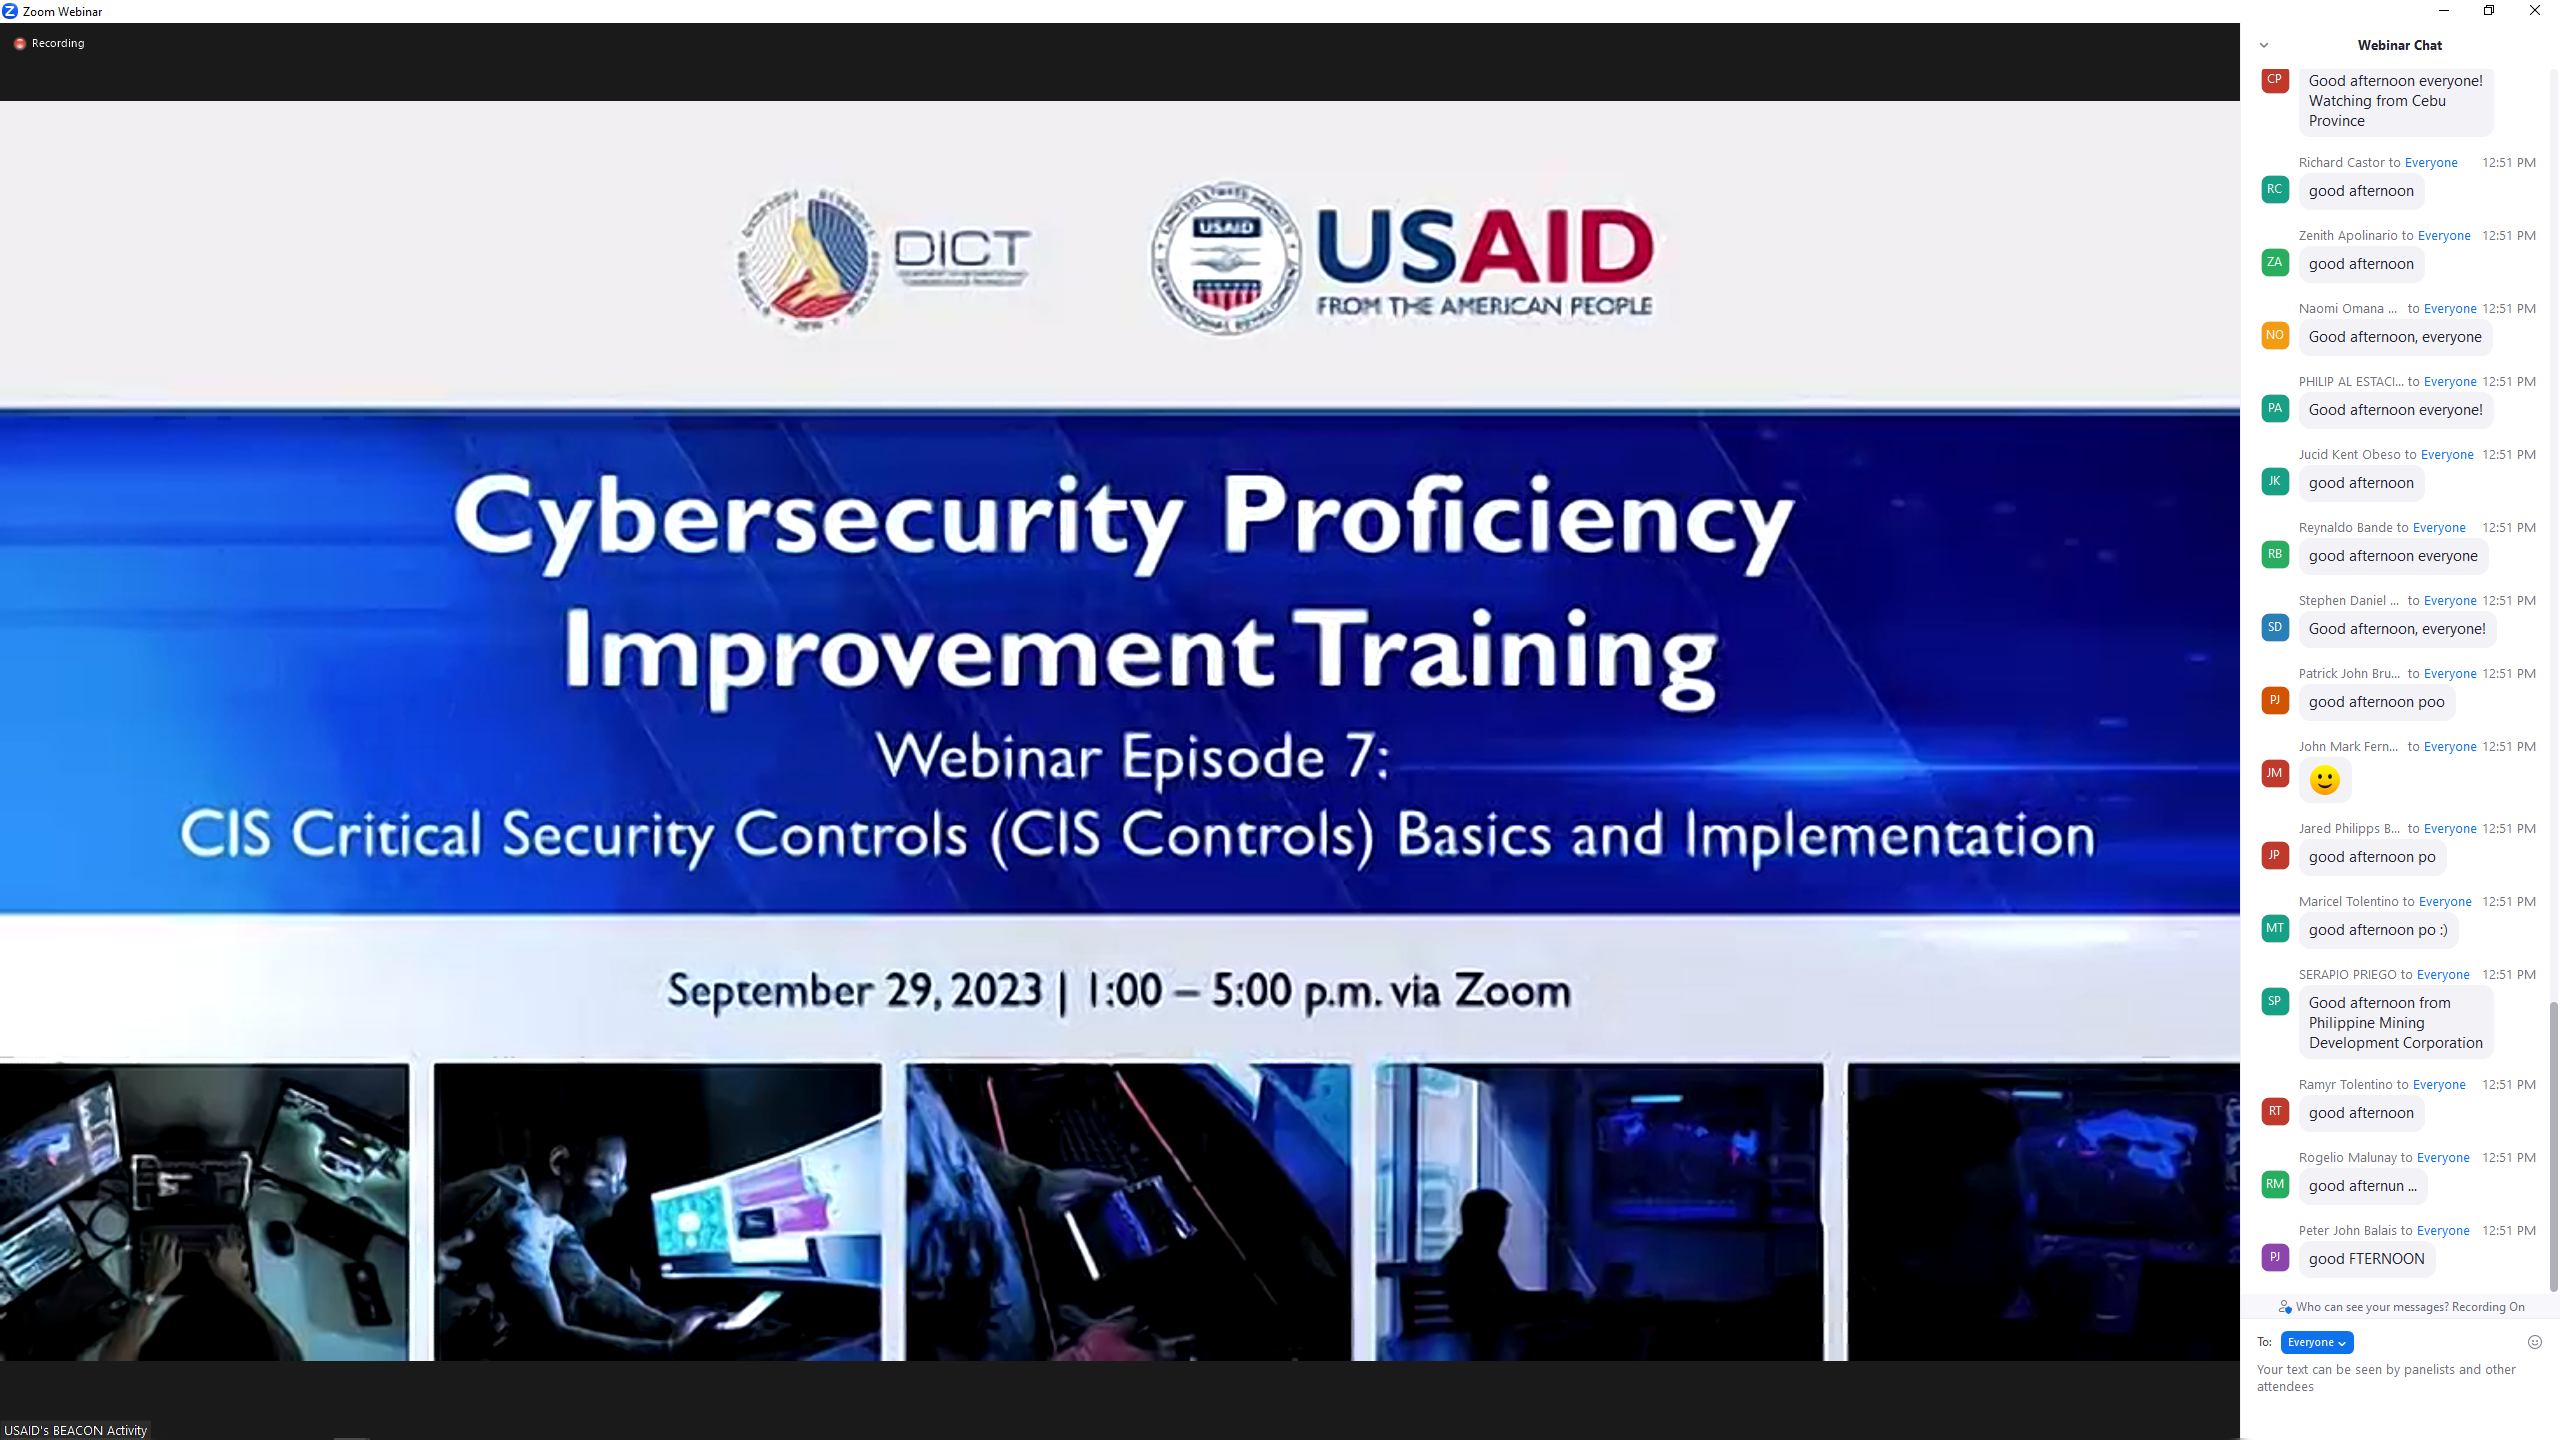 Zoom Webinar
Recording
DICT
USAID
USAID
FROM THE AMERICAN PEOPLE
Cybersecurity Proficiency
Improvement Training
Webinar Episode 7:
CIS Critical Security Controls (CIS Controls) Basics and Implementation
September 29, 2023 | 1:00 – 5:00 p.m. via Zoom
USAID's BEACON Activity
Webinar Chat
CP
Good afternoon everyone!
Watching from Cebu
Province
Richard Castor to Everyone 12:51 PM
RC
good afternoon
Zenith Apolinario to Everyone 12:51 PM
ZA
good afternoon
Naomi Omana ... to Everyone 12:51 PM
NO
Good afternoon, everyone
PHILIP AL ESTACI... to Everyone 12:51 PM
PA
Good afternoon everyone!
Jucid Kent Obeso to Everyone 12:51 PM
JK
good afternoon
Reynaldo Bande to Everyone 12:51 PM
RB
good afternoon everyone
Stephen Daniel ... to Everyone 12:51 PM
SD
Good afternoon, everyone!
Patrick John Bru... to Everyone 12:51 PM
PJ
good afternoon poo
John Mark Fern... to Everyone 12:51 PM
JM
Jared Philipps B... to Everyone 12:51 PM
JP
good afternoon po
Maricel Tolentino to Everyone 12:51 PM
MT
good afternoon po :)
SERAPIO PRIEGO to Everyone 12:51 PM
SP
Good afternoon from
Philippine Mining
Development Corporation
Ramyr Tolentino to Everyone 12:51 PM
RT
good afternoon
Rogelio Malunay to Everyone 12:51 PM
RM
good afternun ...
Peter John Balais to Everyone 12:51 PM
PJ
good FTERNOON
Who can see your messages? Recording On
To: Everyone
Your text can be seen by panelists and other
attendees